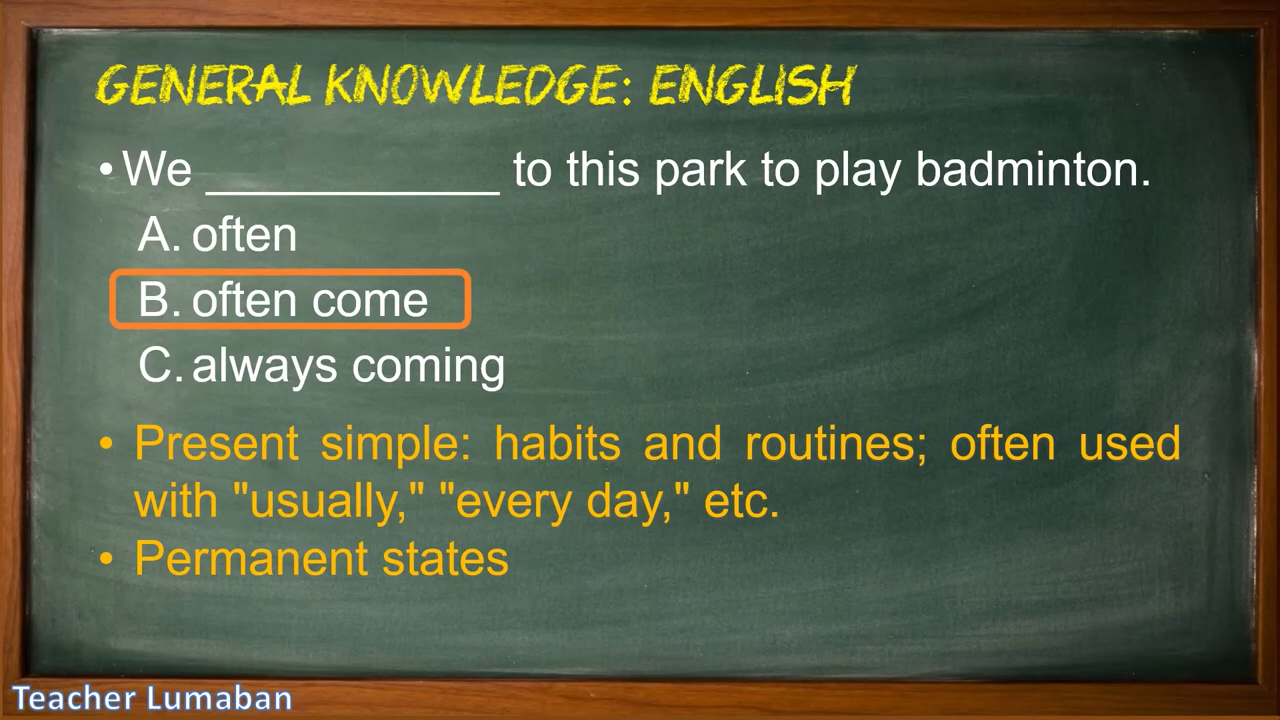 GENERAL KNOWLEDGE: ENGLISH
•We ____________ to this park to play badminton.
A. often
B. often come
C. always coming
• Present simple: habits and routines; often used
with "usually," "every day," etc.
• Permanent states
Teacher Lumaban